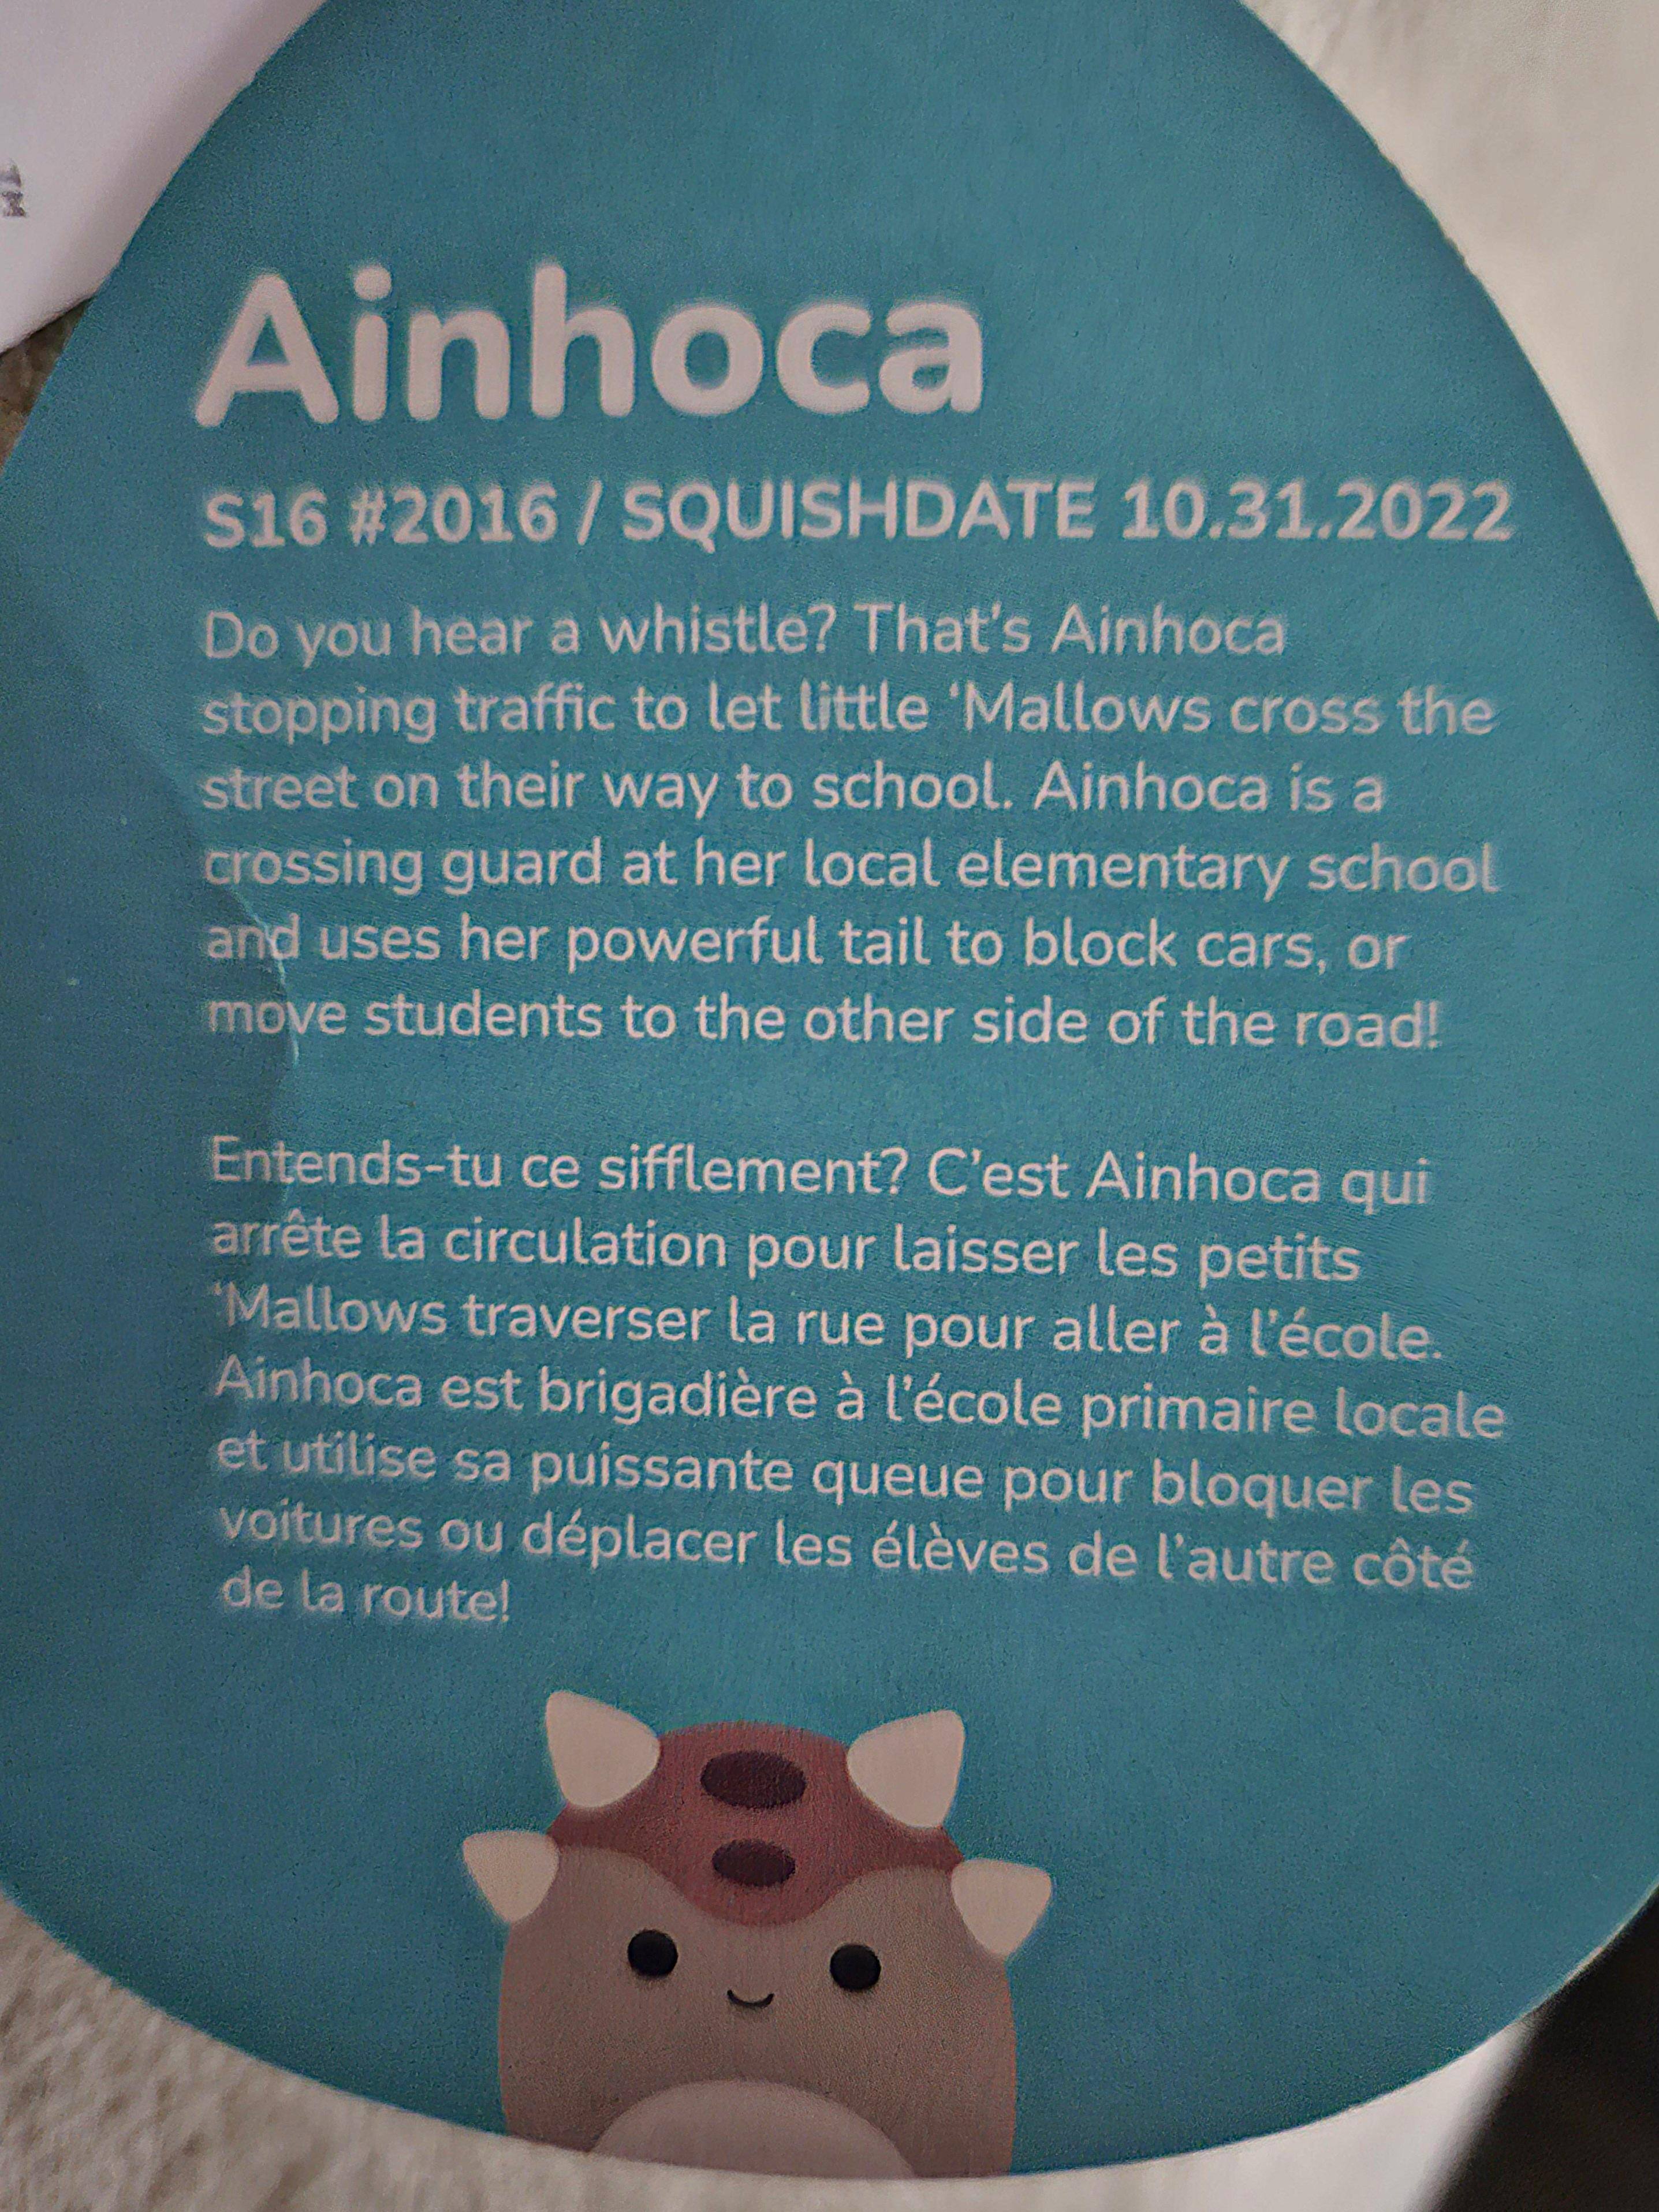 Ainhoca
S16 #2016 / SQUISHDATE 10.31.2022
Do you hear a whistle? That's Ainhoca
stopping traffic to let little ‘Mallows cross the
street on their way to school. Ainhoca is a
crossing guard at her local elementary school
and uses her powerful tail to block cars, or
move students to the other side of the road!
Entends-tu ce sifflement? C'est Ainhoca qui
arrête la circulation pour laisser les petits
‘Mallows traverser la rue pour aller à l'école.
Ainhoca est brigadière à l'école primaire locale
et utilise sa puissante queue pour bloquer les
voitures ou déplacer les élèves de l'autre côté
de la route!